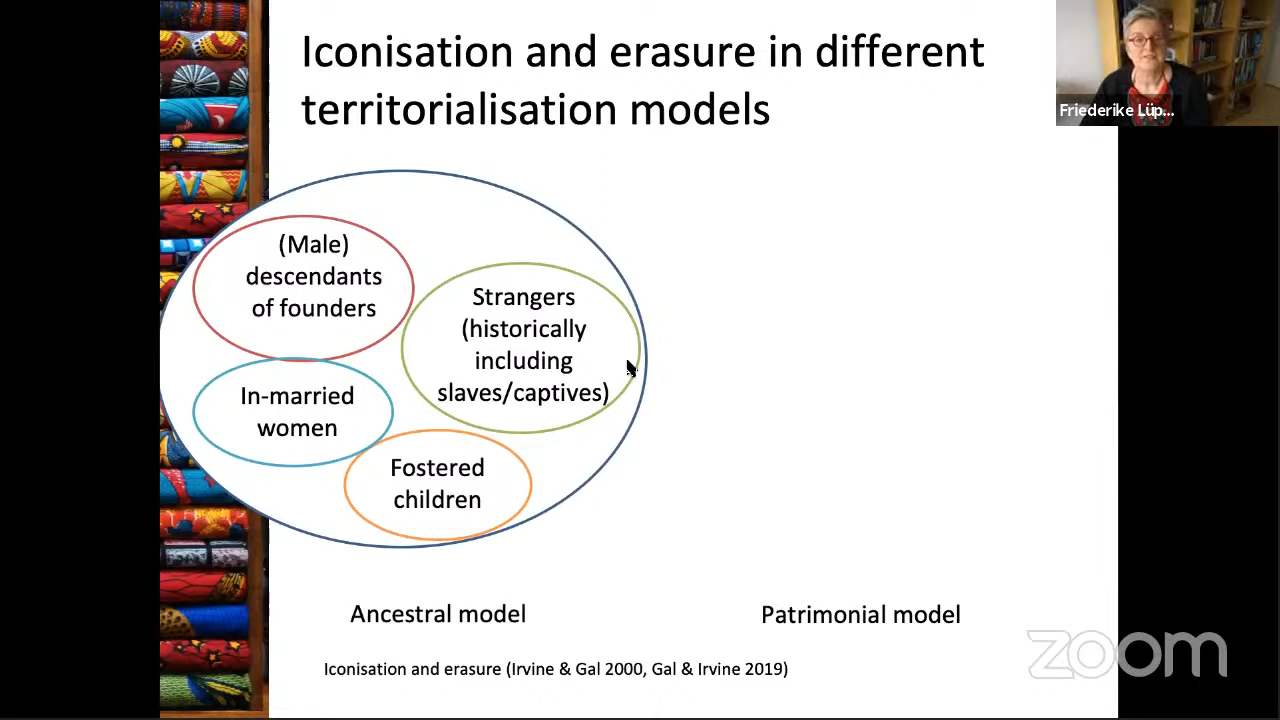 Iconisation and erasure in different
territorialisation models
Friederike Lüp...
(Male)
descendants
of founders
Strangers
(historically
including
slaves/captives)
In-married
women
Fostered
children
Ancestral model
Patrimonial model
Iconisation and erasure (Irvine & Gal 2000, Gal & Irvine 2019)
zoom